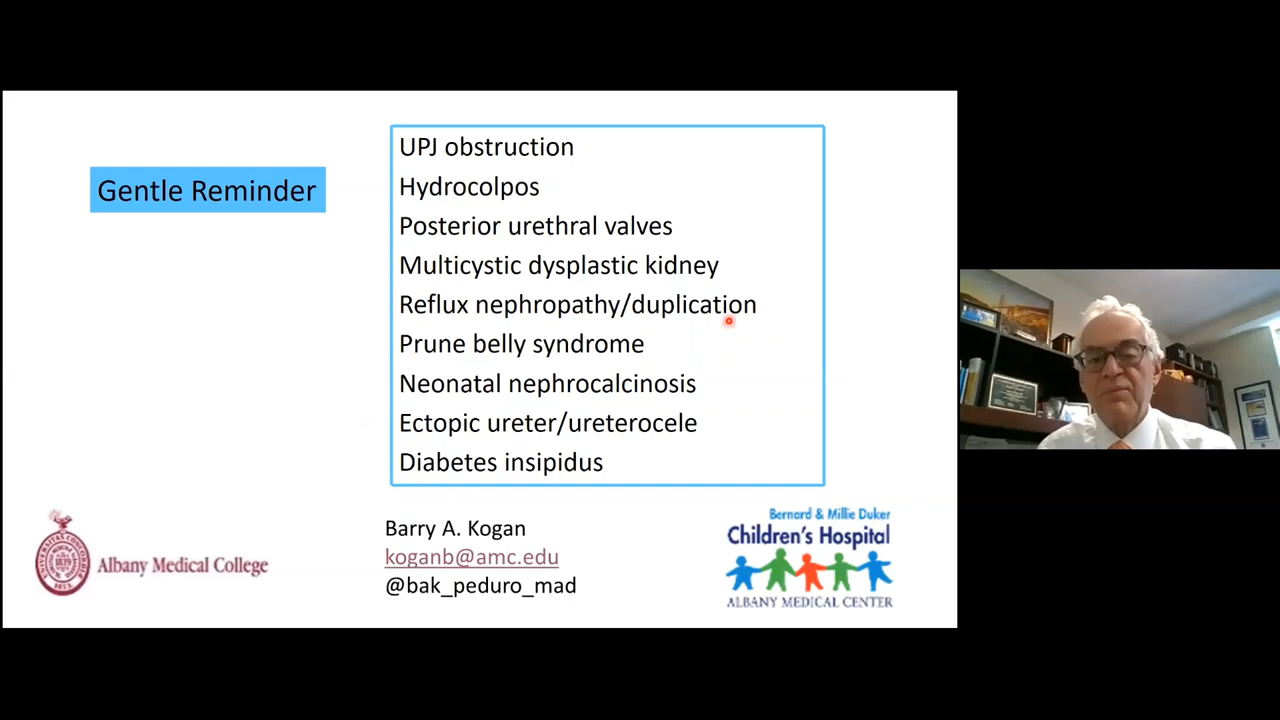 Gentle Reminder
UPJ obstruction
Hydrocolpos
Posterior urethral valves
Multicystic dysplastic kidney
Reflux nephropathy/duplication
Prune belly syndrome
Neonatal nephrocalcinosis
Ectopic ureter/ureterocele
Diabetes insipidus
Barry A. Kogan
koganb@amc.edu
@bak_peduro_mad
1839
Albany Medical College
Bernard & Millie Duker
Children's Hospital
ALBANY MEDICAL CENTER